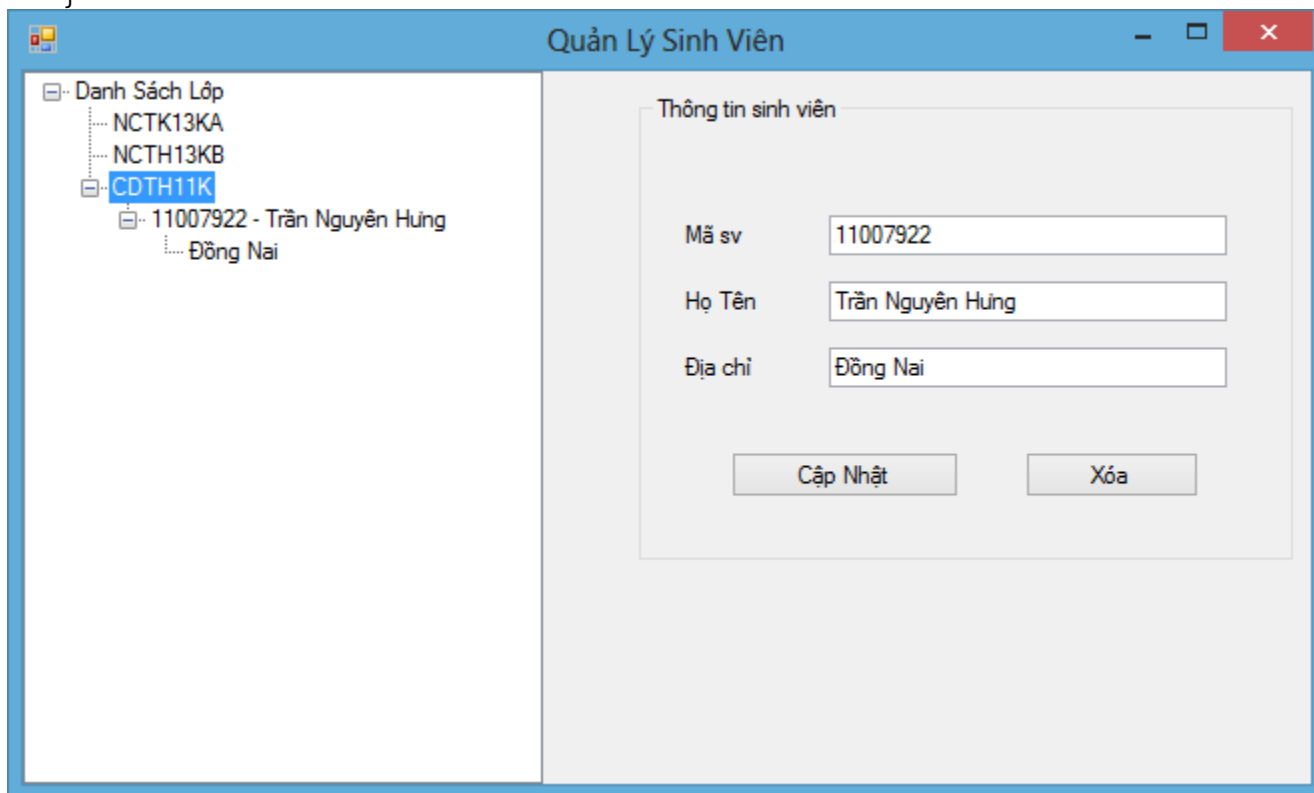 Quản Lý Sinh Viên
Danh Sách Lớp
NCTK13KA
NCTH13KB
CDTH11K
11007922 - Trần Nguyên Hưng
Đồng Nai
Thông tin sinh viên
Mã sv
11007922
Họ Tên
Trần Nguyên Hưng
Địa chỉ
Đồng Nai
Cập Nhật
Xóa